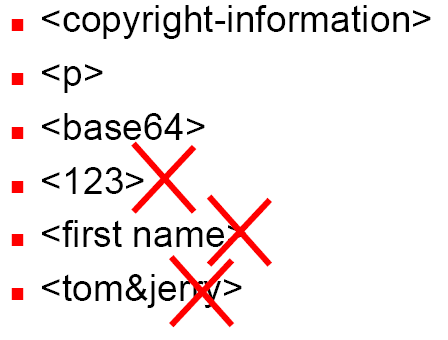 <copyright-information>
<p>
<base64>
<123>
<first name>
<tom&jerry>